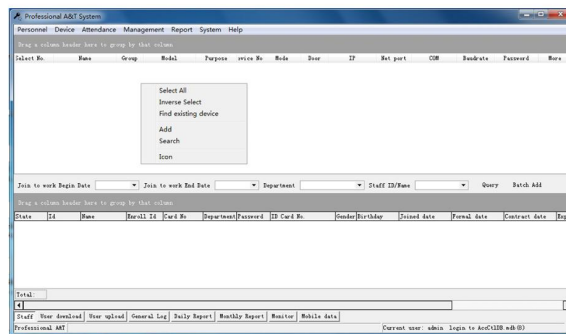 Professional A&T System
Personnel Device Attendance Management Report System Help
Drag a column header here to group by that column
Select No. Name Group Model Purpose evice No Mode Door IP Net port COM Baudrate Password More
Select All
Inverse Select
Find existing device
Add
Search
Icon
Join to work Begin Date Join to work End Date Department Staff ID/Name Query Batch Add
Drag a column header here to group by that column
State Id Name Enroll Id Card No Department Password ID Card No. Gender Birthday Joined date Formal date Contract date
Total:
Staff User download User upload General Log Daily Report Monthly Report Monitor Mobile data
Professional A&T Current user: admin login to AccCtlDB.mdb(8)